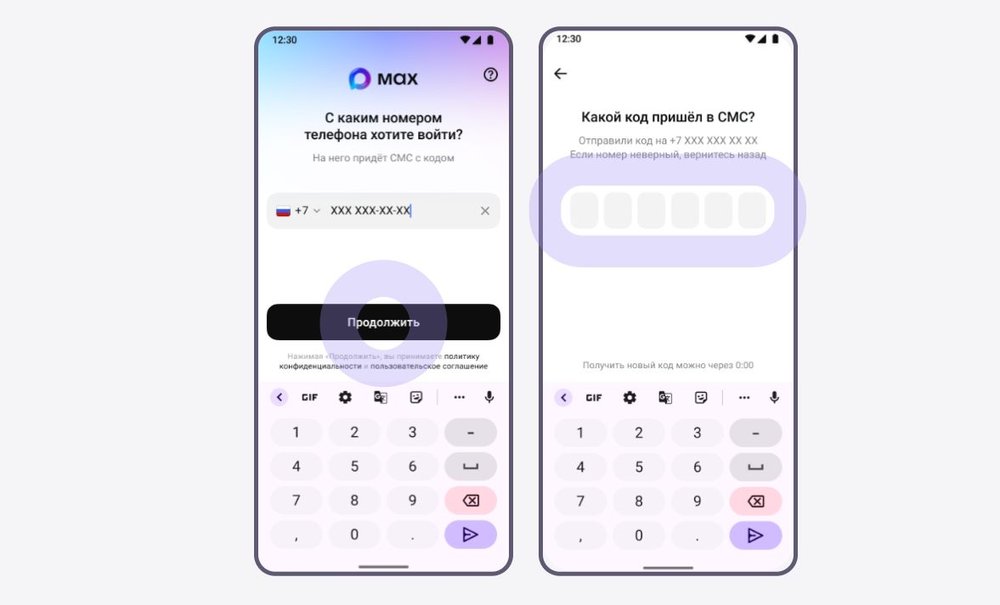 12:30
max
С каким номером
телефона хотите войти?
На него придёт СМС с кодом
+7 XXX XXX-XX-XX
Продолжить
Нажимая «Продолжить», вы принимаете политику
конфиденциальности и пользовательское соглашение
GIF
1 2 3 -
4 5 6
7 8 9
, 0 .
12:30
Какой код пришёл в СМС?
Отправили код на +7 XXX XXX XX XX
Если номер неверный, вернитесь назад
Получить новый код можно через 0:00
GIF
1 2 3 -
4 5 6
7 8 9
, 0 .